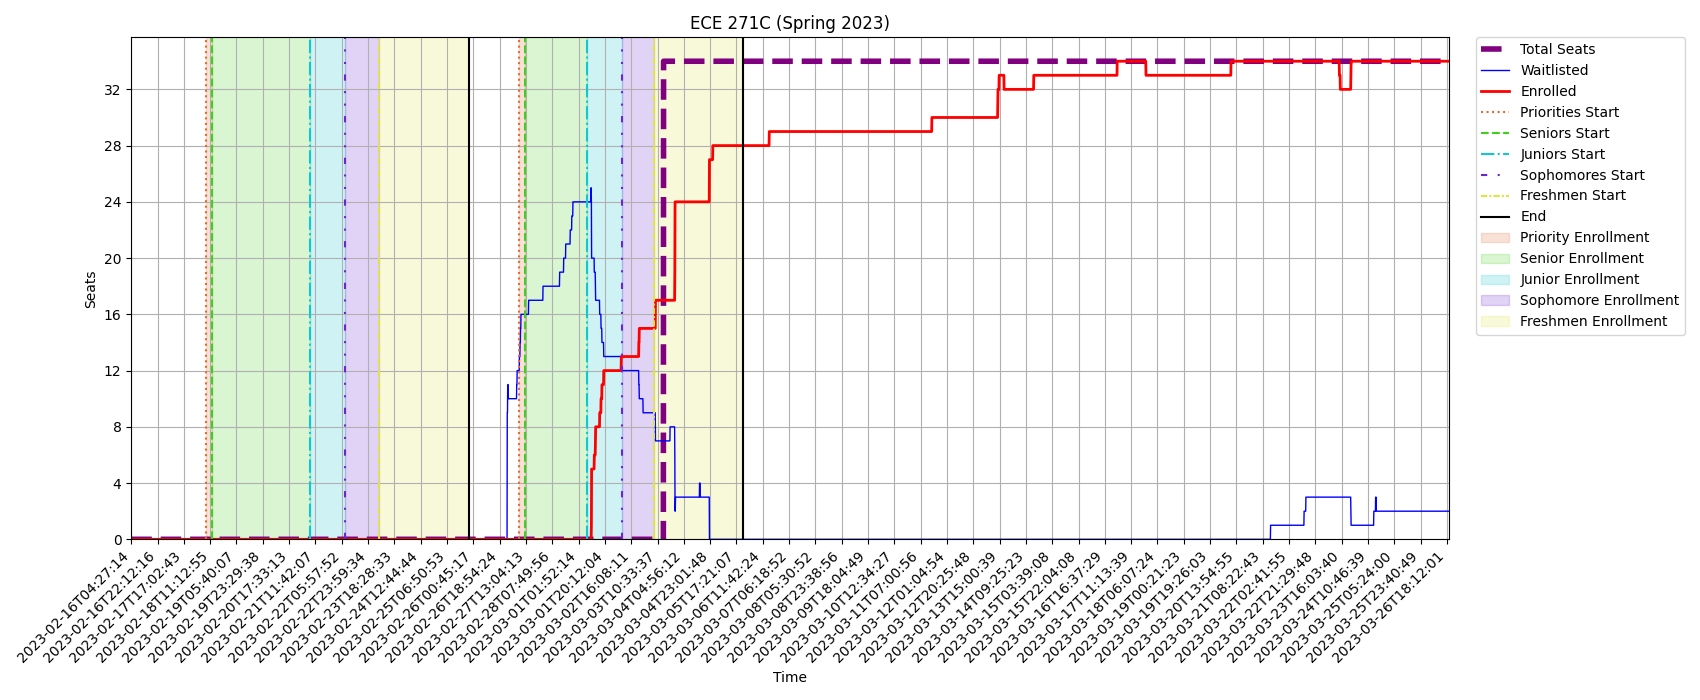 ECE 271C (Spring 2023)
Total Seats
Waitlisted
Enrolled
Priorities Start
Seniors Start
Juniors Start
Sophomores Start
Freshmen Start
End
Priority Enrollment
Senior Enrollment
Junior Enrollment
Sophomore Enrollment
Freshmen Enrollment
Seats
32
28
24
20
16
12
8
4
0
2023-02-16T04:27:14
2023-02-16T22:12:16
2023-02-17T17:02:43
2023-02-18T11:12:55
2023-02-19T05:40:07
2023-02-19T23:29:38
2023-02-20T17:33:13
2023-02-21T11:42:07
2023-02-22T05:57:52
2023-02-22T23:59:34
2023-02-23T18:28:33
2023-02-24T12:44:44
2023-02-25T06:50:53
2023-02-26T00:45:17
2023-02-26T18:54:24
2023-02-27T13:04:13
2023-02-28T07:49:56
2023-03-01T01:52:14
2023-03-01T20:12:04
2023-03-02T16:08:11
2023-03-03T10:33:37
2023-03-04T04:56:12
2023-03-04T23:01:48
2023-03-05T17:21:07
2023-03-06T11:42:24
2023-03-07T06:18:52
2023-03-08T05:30:52
2023-03-08T23:38:56
2023-03-09T18:04:49
2023-03-10T12:34:27
2023-03-11T07:00:56
2023-03-12T01:04:54
2023-03-12T20:25:48
2023-03-13T15:00:39
2023-03-14T09:25:23
2023-03-15T03:39:08
2023-03-15T22:04:08
2023-03-16T16:37:29
2023-03-17T11:13:39
2023-03-18T06:07:24
2023-03-19T00:21:23
2023-03-19T19:26:03
2023-03-20T13:54:55
2023-03-21T08:22:43
2023-03-22T02:41:55
2023-03-22T21:29:48
2023-03-23T16:03:40
2023-03-24T10:46:39
2023-03-25T05:24:00
2023-03-25T23:40:49
2023-03-26T18:12:01
Time